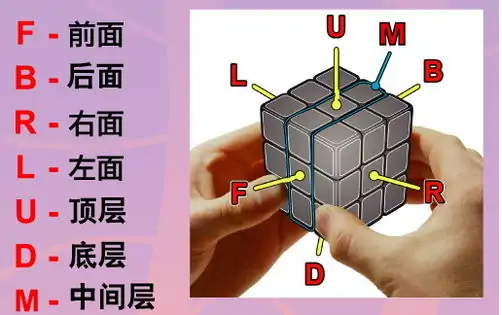 F - 前面
B - 后面
R - 右面
L - 左面
U - 顶层
D - 底层
M - 中间层
U
M
L
B
F
R
D